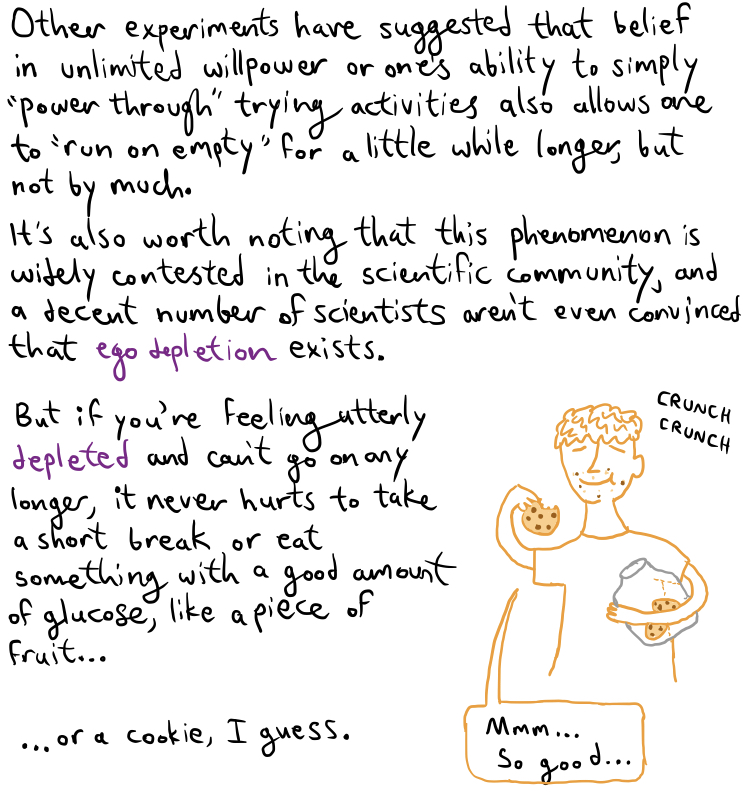 Other experiments have suggested that belief
in unlimited willpower or one's ability to simply
"power through" trying activities also allows one
to "run on empty" for a little while longer, but
not by much.
It's also worth noting that this phenomenon is
widely contested in the scientific community, and
a decent number of scientists aren't even convinced
that ego depletion exists.
But if you're feeling utterly
depleted and can't go on any
longer, it never hurts to take
a short break or eat
something with a good amount
of glucose, like a piece of
fruit...
...or a cookie, I guess.
CRUNCH
CRUNCH
Mmm...
So good...